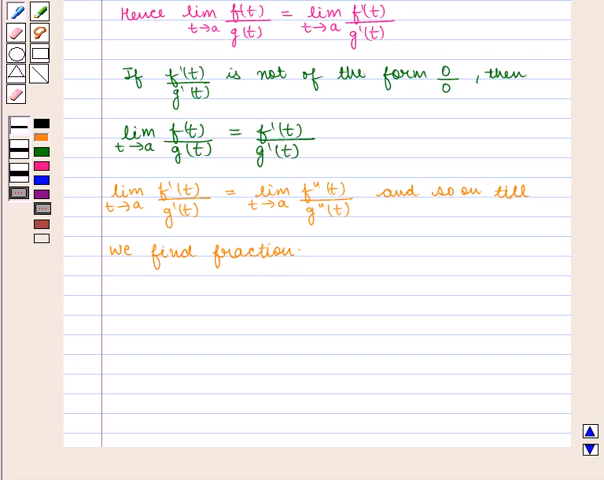 Hence lim t→a f(t)/g(t) = lim t→a f'(t)/g'(t)
If f'(t)/g'(t) is not of the form 0/0, then
lim t→a f(t)/g(t) = f'(t)/g'(t)
lim t→a f'(t)/g'(t) = lim t→a f"(t)/g"(t) and so on till
we find fraction.